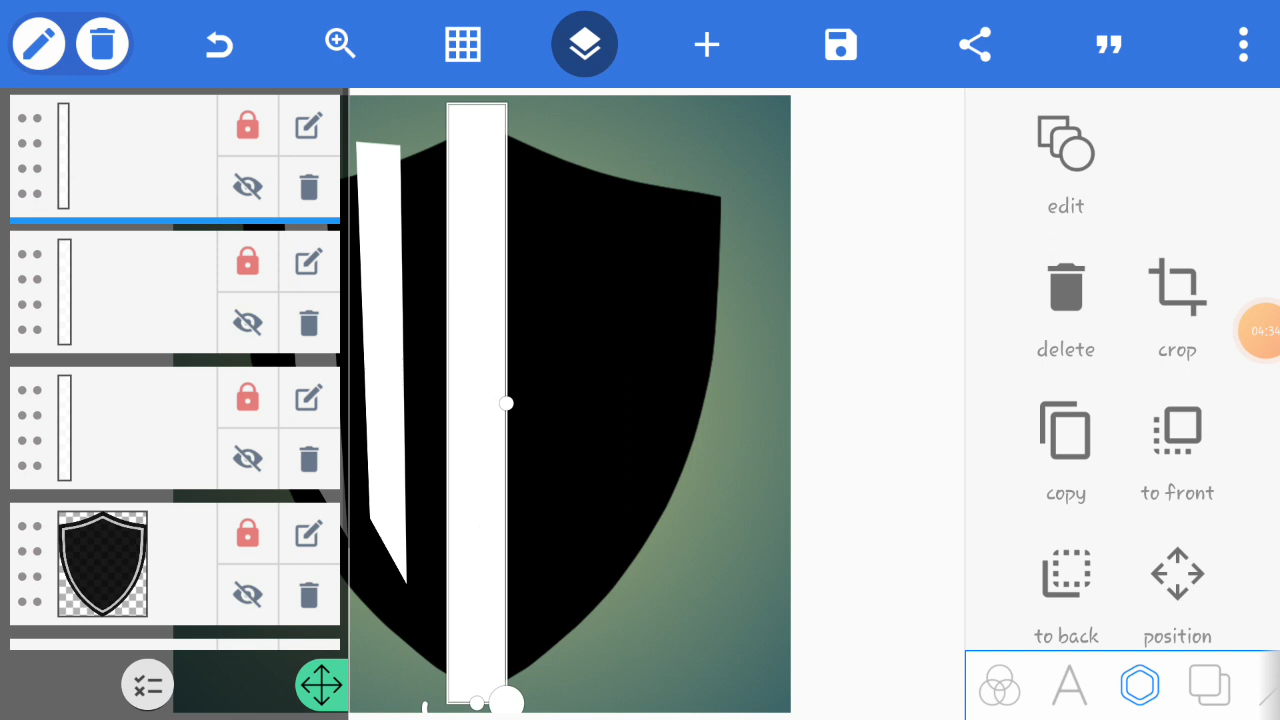 edit
04:34
delete
crop
copy
to front
to back
position